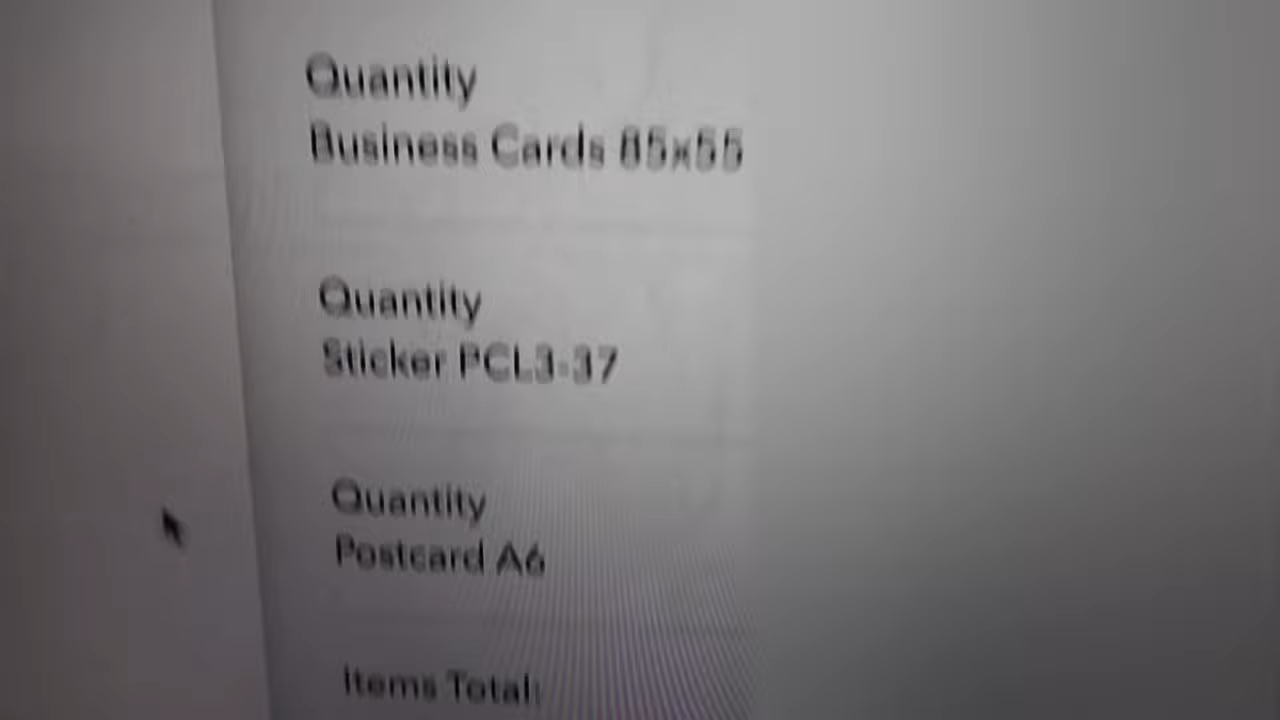 Quantity
Business Cards 85x55
Quantity
Sticker PCL3-37
Quantity
Postcard A6
Items Total: